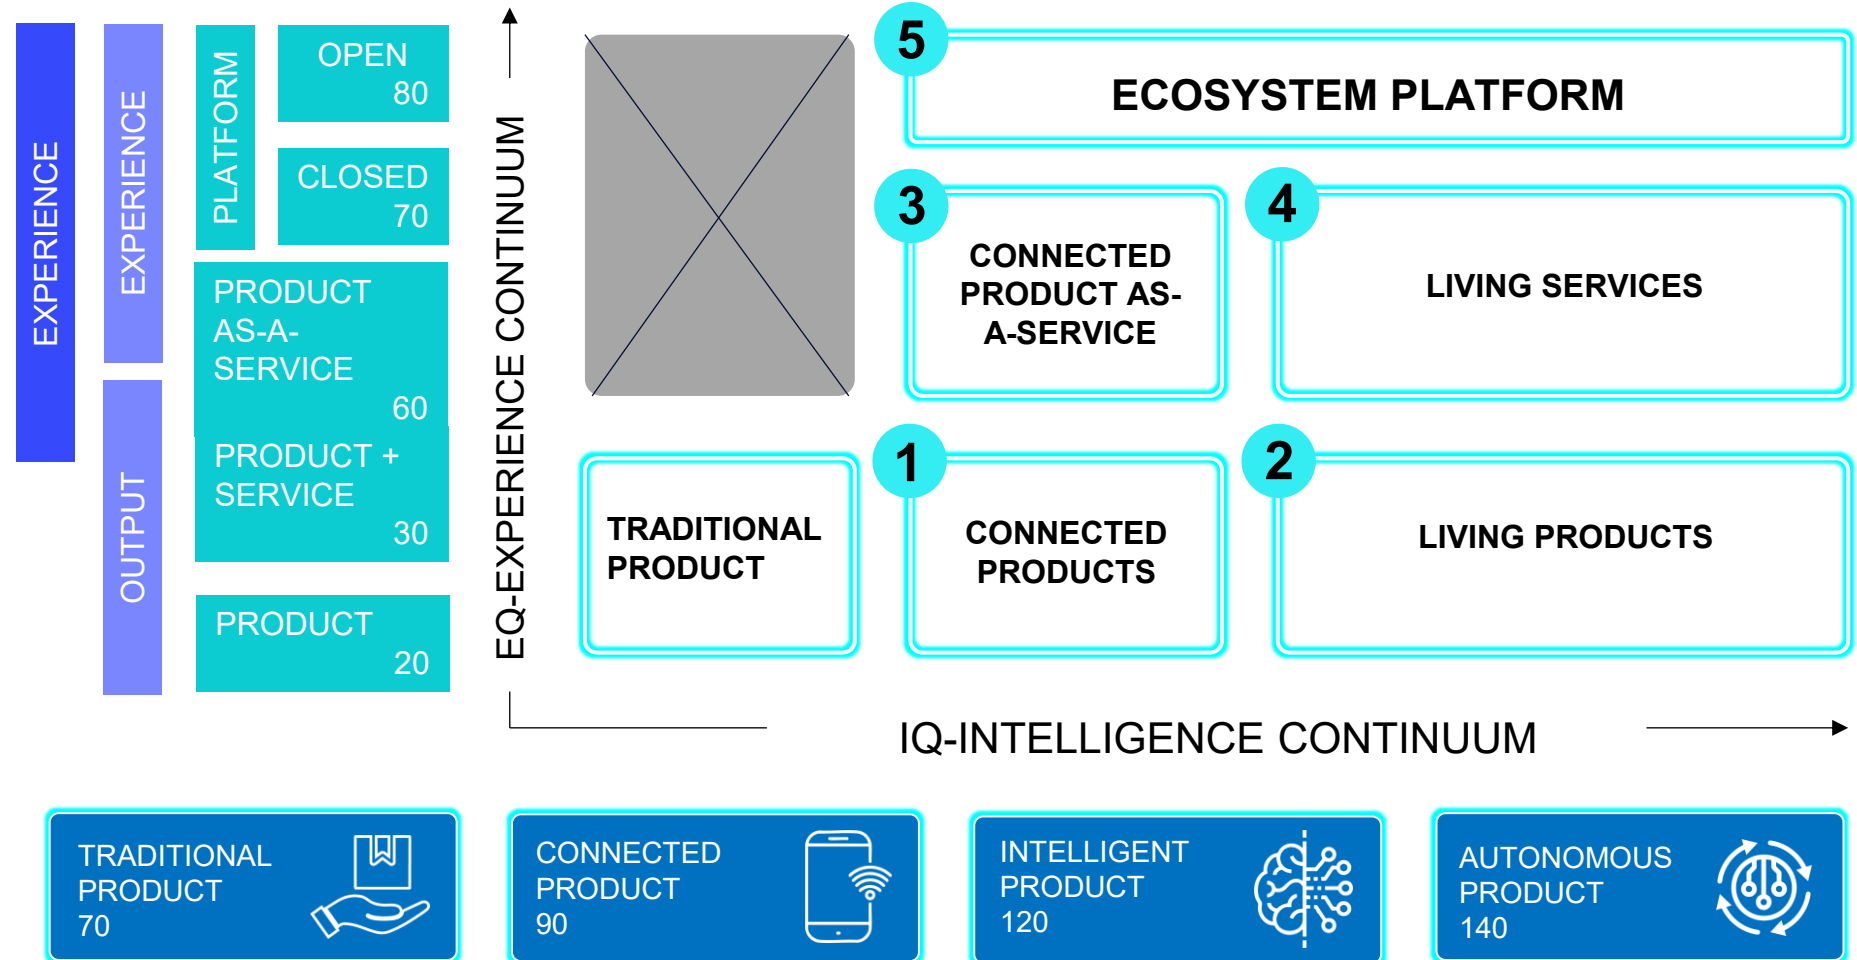 EXPERIENCE
EXPERIENCE
OUTPUT
PLATFORM
OPEN
80
CLOSED
70
PRODUCT
AS-A-
SERVICE
60
PRODUCT +
SERVICE
30
PRODUCT
20
EQ-EXPERIENCE CONTINUUM
5
ECOSYSTEM PLATFORM
3
CONNECTED
PRODUCT AS-
A-SERVICE
4
LIVING SERVICES
TRADITIONAL
PRODUCT
1
CONNECTED
PRODUCTS
2
LIVING PRODUCTS
IQ-INTELLIGENCE CONTINUUM
TRADITIONAL
PRODUCT
70
CONNECTED
PRODUCT
90
INTELLIGENT
PRODUCT
120
AUTONOMOUS
PRODUCT
140